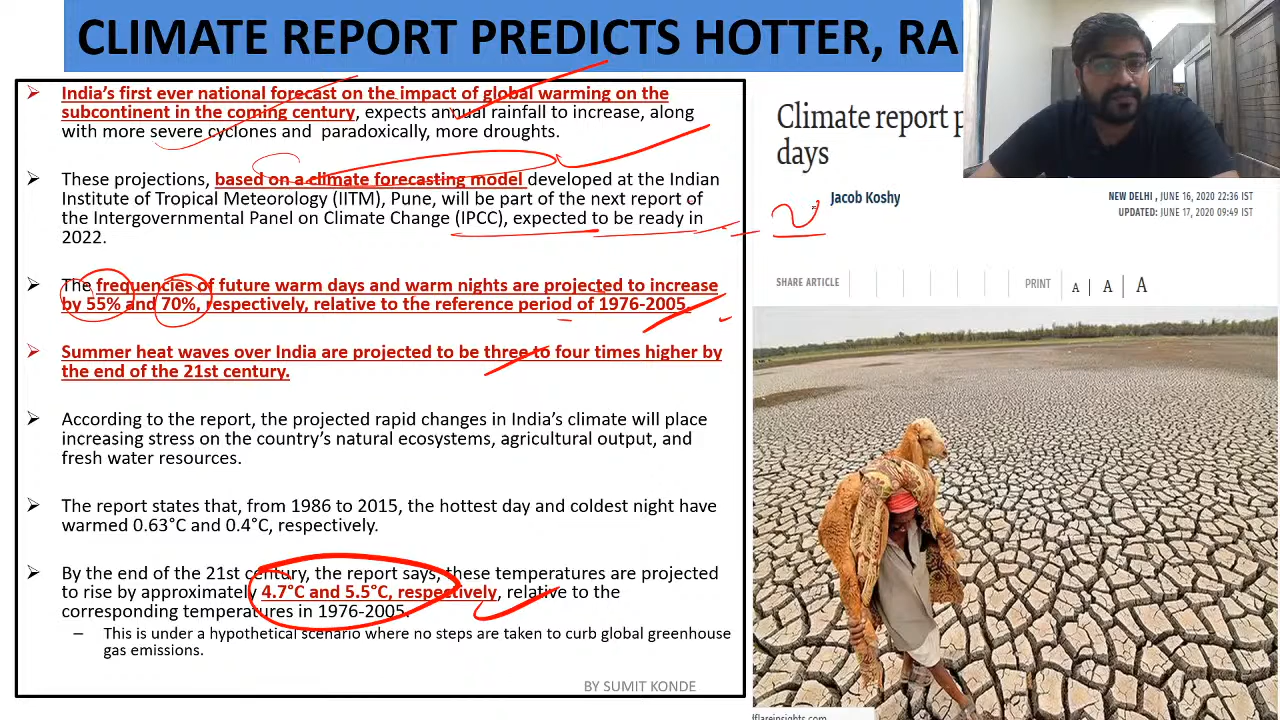 CLIMATE REPORT PREDICTS HOTTER, RA
➢ India's first ever national forecast on the impact of global warming on the
subcontinent in the coming century, expects annual rainfall to increase, along
with more severe cyclones and paradoxically, more droughts.
➢ These projections, based on a climate forecasting model developed at the Indian
Institute of Tropical Meteorology (IITM), Pune, will be part of the next report of
the Intergovernmental Panel on Climate Change (IPCC), expected to be ready in
2022.
➢ The frequencies of future warm days and warm nights are projected to increase
by 55% and 70%, respectively, relative to the reference period of 1976-2005.
➢ Summer heat waves over India are projected to be three to four times higher by
the end of the 21st century.
➢ According to the report, the projected rapid changes in India's climate will place
increasing stress on the country's natural ecosystems, agricultural output, and
fresh water resources.
➢ The report states that, from 1986 to 2015, the hottest day and coldest night have
warmed 0.63°C and 0.4°C, respectively.
➢ By the end of the 21st century, the report says, these temperatures are projected
to rise by approximately 4.7°C and 5.5°C, respectively, relative to the
corresponding temperatures in 1976-2005.
– This is under a hypothetical scenario where no steps are taken to curb global greenhouse
gas emissions.
BY SUMIT KONDE
Climate report p
days
Jacob Koshy
NEW DELHI , JUNE 16, 2020 22:36 IST
UPDATED: JUNE 17, 2020 09:49 IST
SHARE ARTICLE
PRINT
A A A